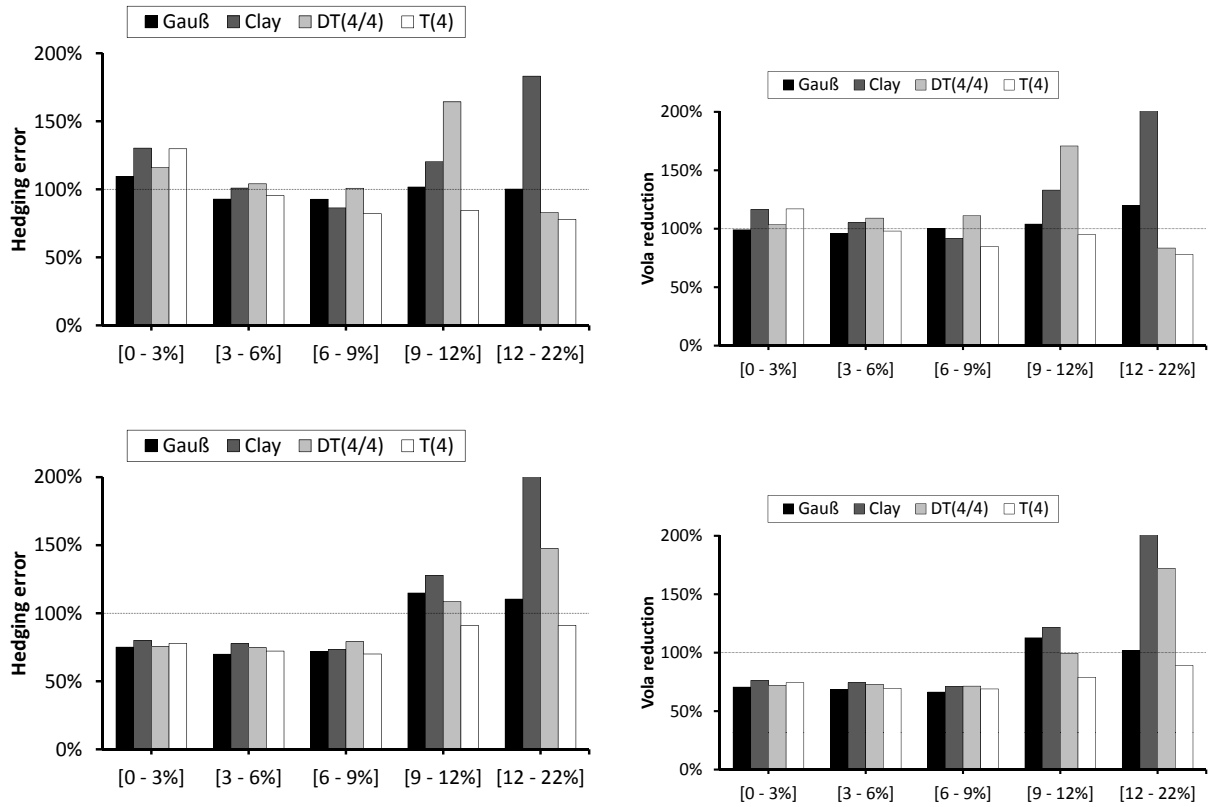 Gauß Clay DT(4/4) T(4)
200%
150%
100%
50%
0%
Hedging error
[0 - 3%] [3 - 6%] [6 - 9%] [9 - 12%] [12 - 22%]
Gauß Clay DT(4/4) T(4)
200%
150%
100%
50%
0%
Vola reduction
[0 - 3%] [3 - 6%] [6 - 9%] [9 - 12%] [12 - 22%]
Gauß Clay DT(4/4) T(4)
200%
150%
100%
50%
0%
Hedging error
[0 - 3%] [3 - 6%] [6 - 9%] [9 - 12%] [12 - 22%]
Gauß Clay DT(4/4) T(4)
200%
150%
100%
50%
0%
Vola reduction
[0 - 3%] [3 - 6%] [6 - 9%] [9 - 12%] [12 - 22%]